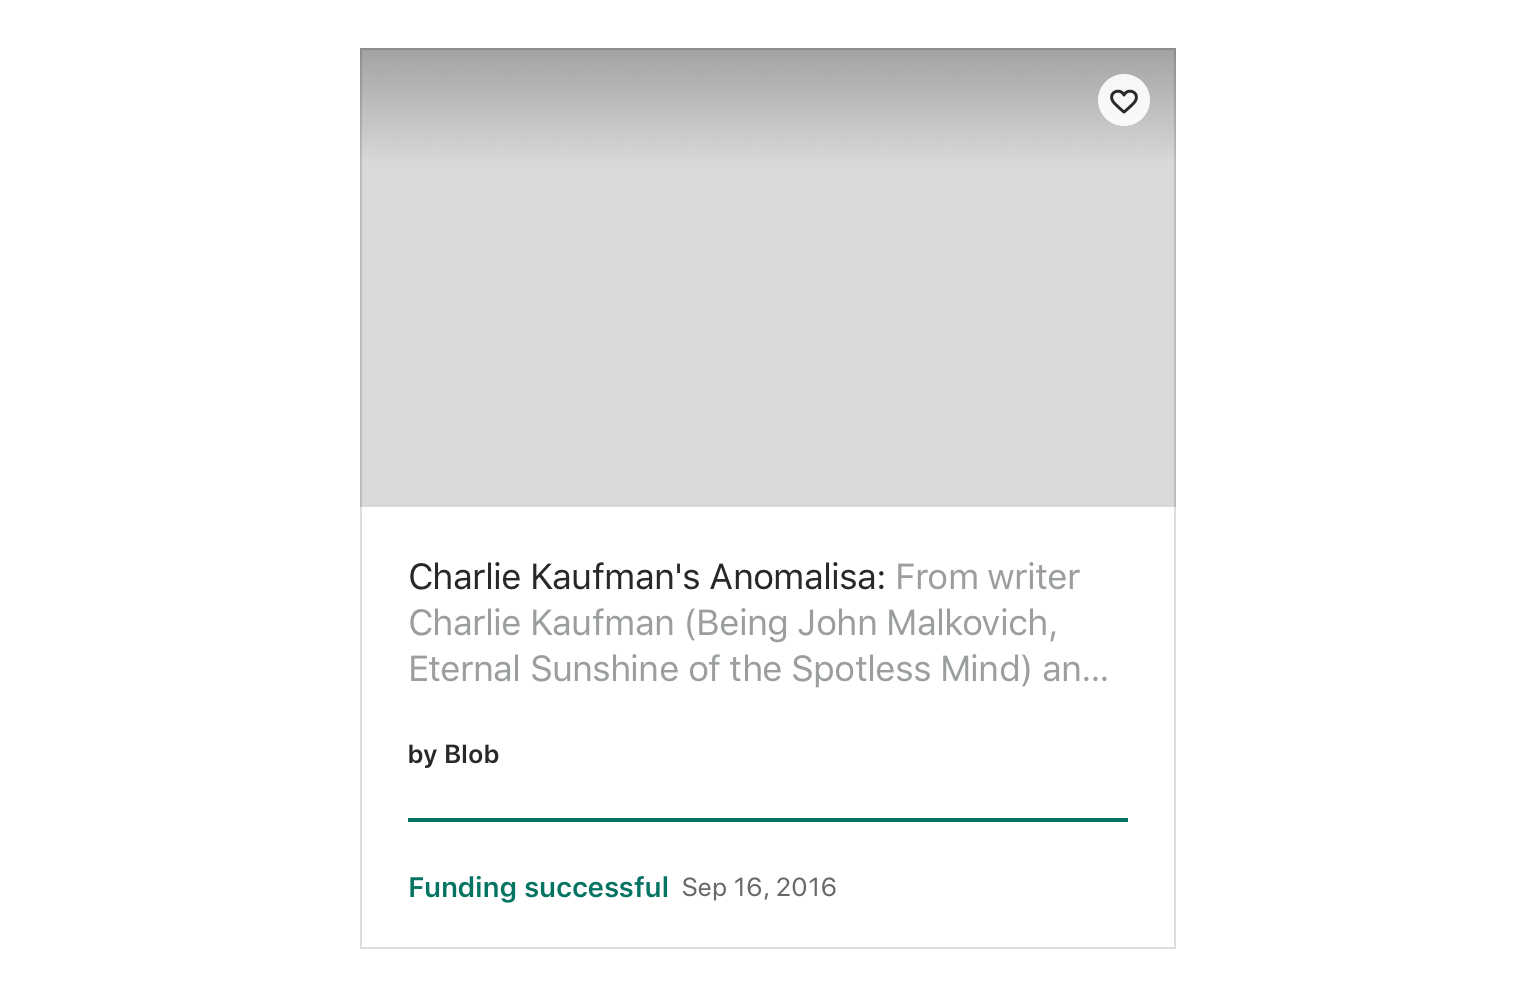 Charlie Kaufman's Anomalisa: From writer
Charlie Kaufman (Being John Malkovich,
Eternal Sunshine of the Spotless Mind) an...
by Blob
Funding successful Sep 16, 2016